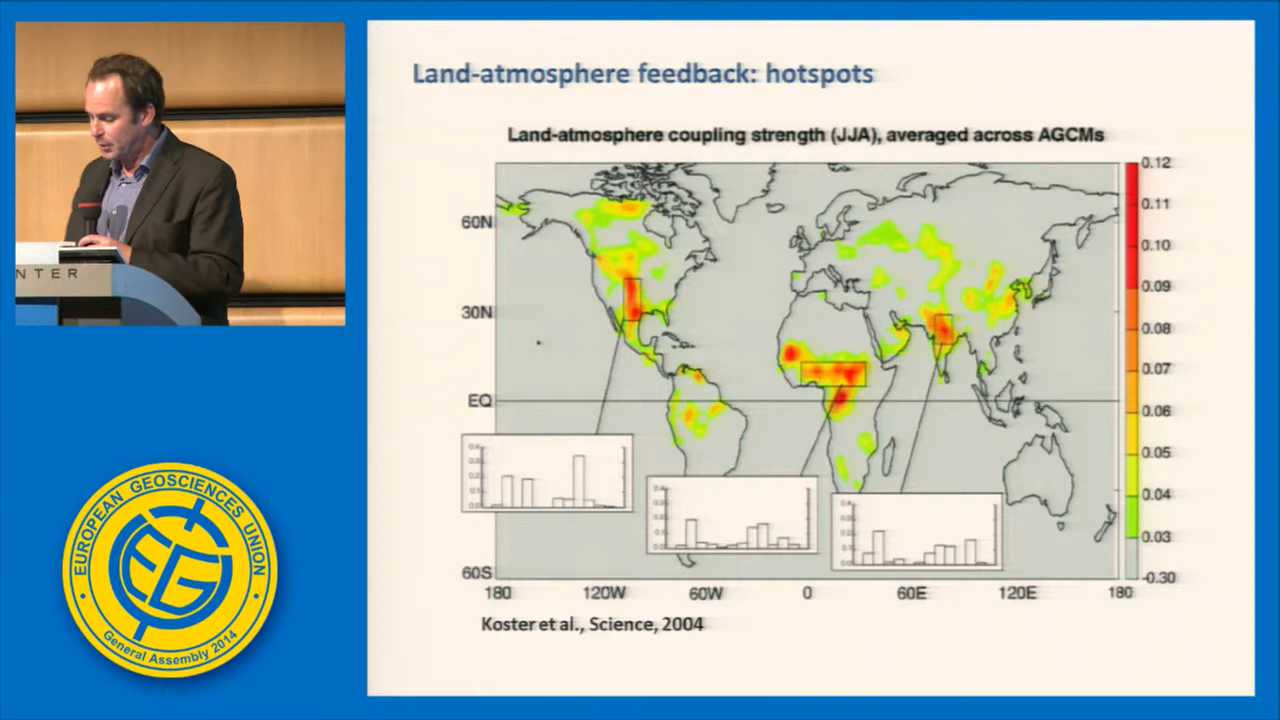 Land-atmosphere feedback: hotspots
Land-atmosphere coupling strength (JJA), averaged across AGCMs
0.12
0.11
0.10
0.09
0.08
0.07
0.06
0.05
0.04
0.03
-0.30
60N
30N
EQ
60S
180
120W
60W
0
60E
120E
180
Koster et al., Science, 2004
NTER
EUROPEAN GEOSCIENCES UNION
EGU
General Assembly 2014